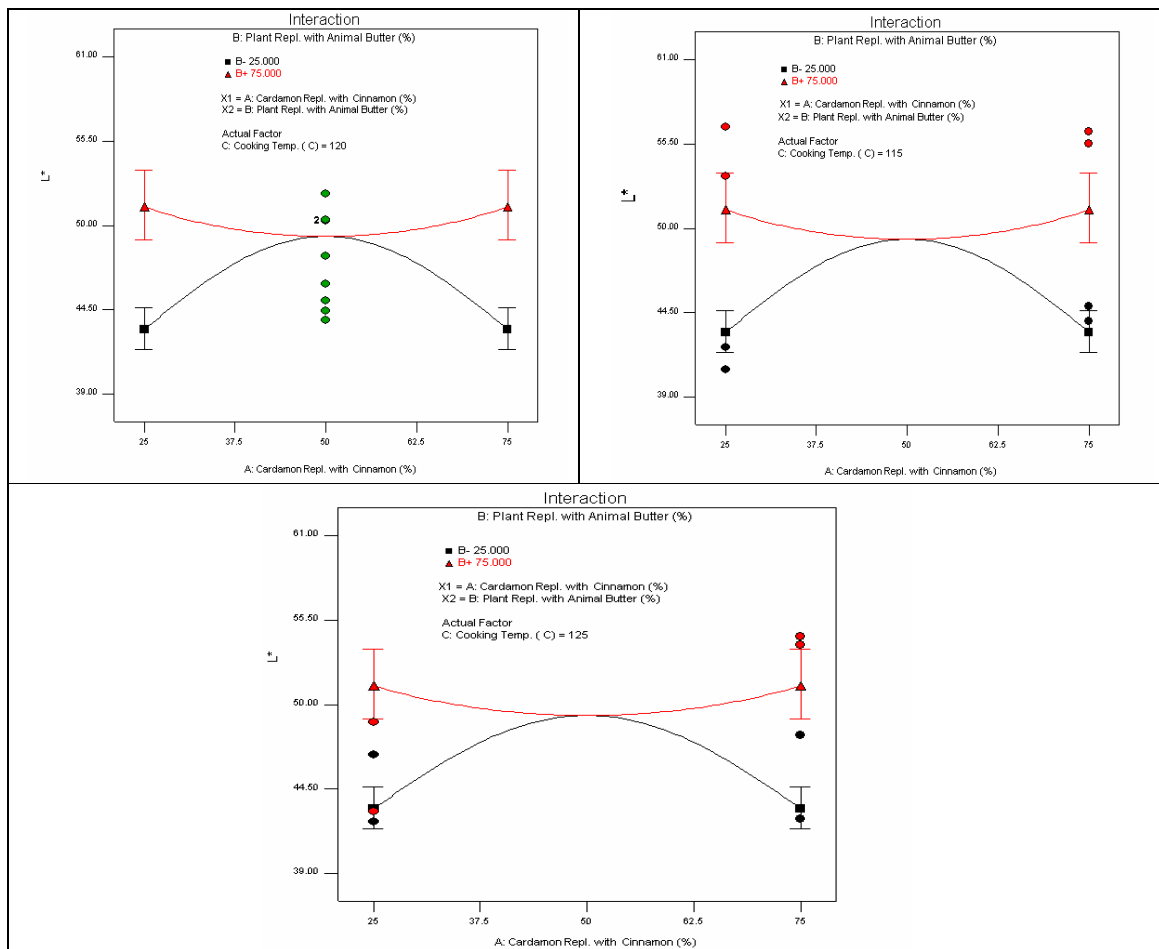 Interaction
B: Plant Repl. with Animal Butter (%)
61.00
55.50
50.00
44.50
39.00
L*
B- 25.000
B+ 75.000
X1 = A: Cardamon Repl. with Cinnamon (%)
X2 = B: Plant Repl. with Animal Butter (%)
Actual Factor
C: Cooking Temp. ( C) = 120
2
25
37.5
50
62.5
75
A: Cardamon Repl. with Cinnamon (%)
Interaction
B: Plant Repl. with Animal Butter (%)
61.00
55.50
50.00
44.50
39.00
L*
B- 25.000
B+ 75.000
X1 = A: Cardamon Repl. with Cinnamon (%)
X2 = B: Plant Repl. with Animal Butter (%)
Actual Factor
C: Cooking Temp. ( C) = 115
25
37.5
50
62.5
75
A: Cardamon Repl. with Cinnamon (%)
Interaction
B: Plant Repl. with Animal Butter (%)
61.00
55.50
50.00
44.50
39.00
L*
B- 25.000
B+ 75.000
X1 = A: Cardamon Repl. with Cinnamon (%)
X2 = B: Plant Repl. with Animal Butter (%)
Actual Factor
C: Cooking Temp. ( C) = 125
25
37.5
50
62.5
75
A: Cardamon Repl. with Cinnamon (%)